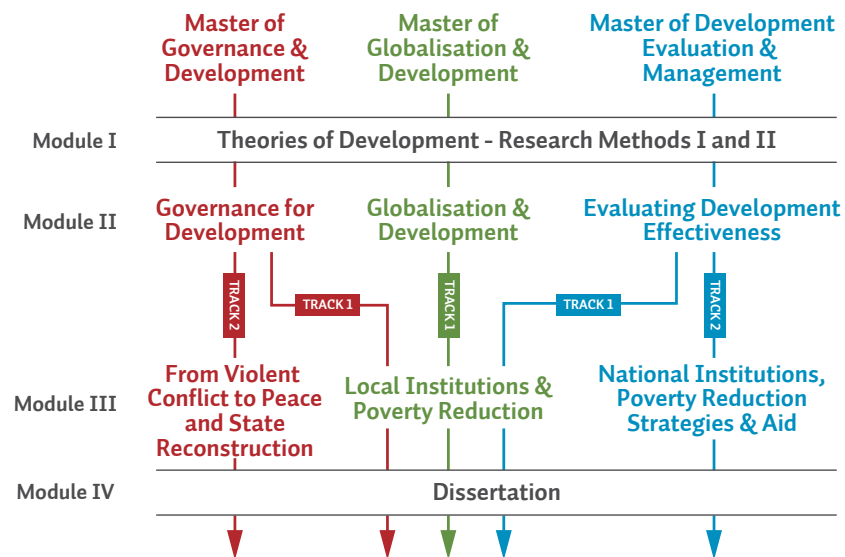 Master of
Governance &
Development
Master of
Globalisation &
Development
Master of Development
Evaluation &
Management
Module I
Theories of Development - Research Methods I and II
Module II
Governance for
Development
Globalisation &
Development
Evaluating Development
Effectiveness
TRACK 2
TRACK 1
TRACK 1
TRACK 1
TRACK 2
Module III
From Violent
Conflict to Peace
and State
Reconstruction
Local Institutions &
Poverty Reduction
National Institutions,
Poverty Reduction
Strategies & Aid
Module IV
Dissertation